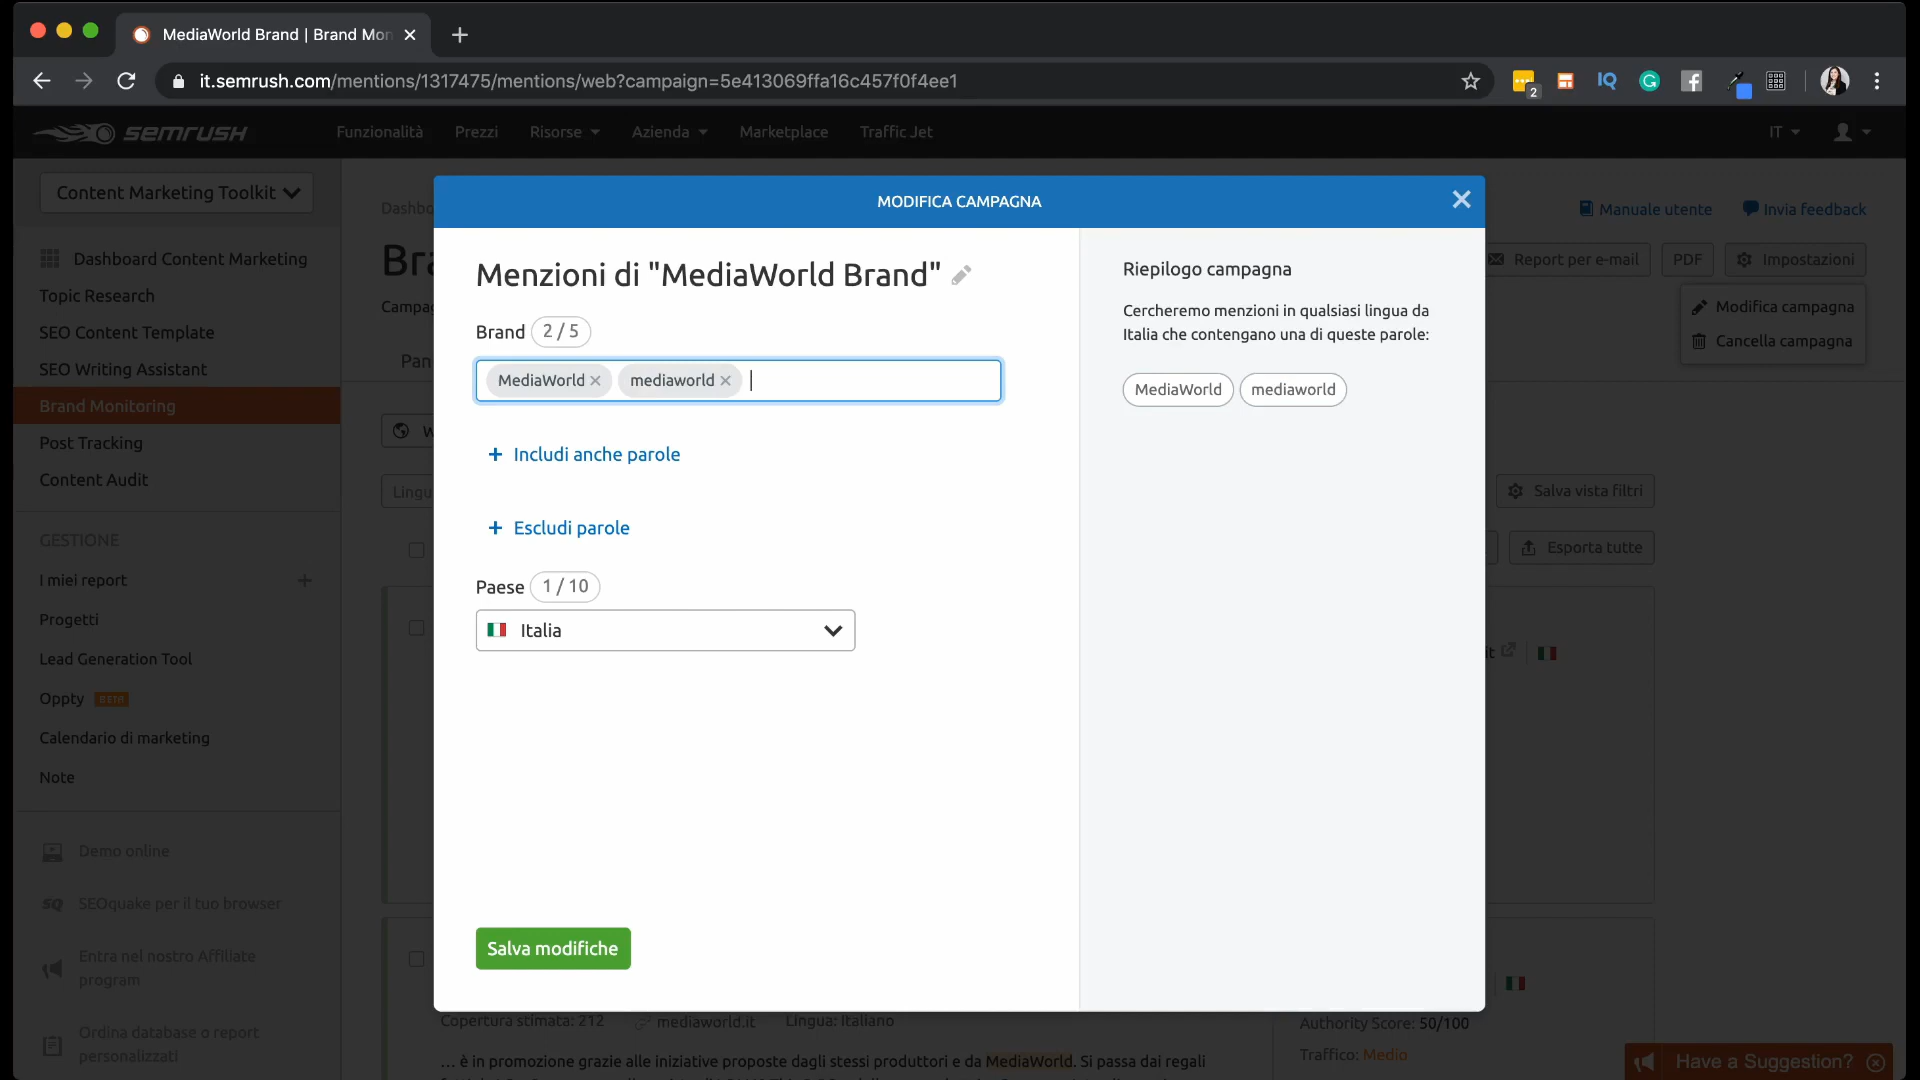 MediaWorld Brand | Brand Mon
it.semrush.com/mentions/1317475/mentions/web?campaign=5e413069ffa16c457f0f4ee1
2
semrush
Funzionalità
Prezzi
Risorse
Azienda
Marketplace
Traffic Jet
IT
Content Marketing Toolkit
Dashboard Content Marketing
Topic Research
SEO Content Template
SEO Writing Assistant
Brand Monitoring
Post Tracking
Content Audit
GESTIONE
I miei report
Progetti
Lead Generation Tool
Oppty BETA
Calendario di marketing
Note
Demo online
SEOquake per il tuo browser
Entra nel nostro Affiliate
program
Ordina database o report
personalizzati
Manuale utente
Invia feedback
Report per e-mail
PDF
Impostazioni
Modifica campagna
Cancella campagna
MODIFICA CAMPAGNA
Menzioni di "MediaWorld Brand"
Brand 2 / 5
MediaWorld mediaworld
+ Includi anche parole
+ Escludi parole
Paese 1 / 10
Italia
Salva modifiche
Riepilogo campagna
Cercheremo menzioni in qualsiasi lingua da
Italia che contengano una di queste parole:
MediaWorld mediaworld
Salva vista filtri
Esporta tutte
Copertura stimata: 212 mediaworld.it Lingua: Italiano
... è in promozione grazie alle iniziative proposte dagli stessi produttori e da MediaWorld. Si passa dai regali
Authority Score: 50/100
Traffico: Medio
Have a Suggestion?